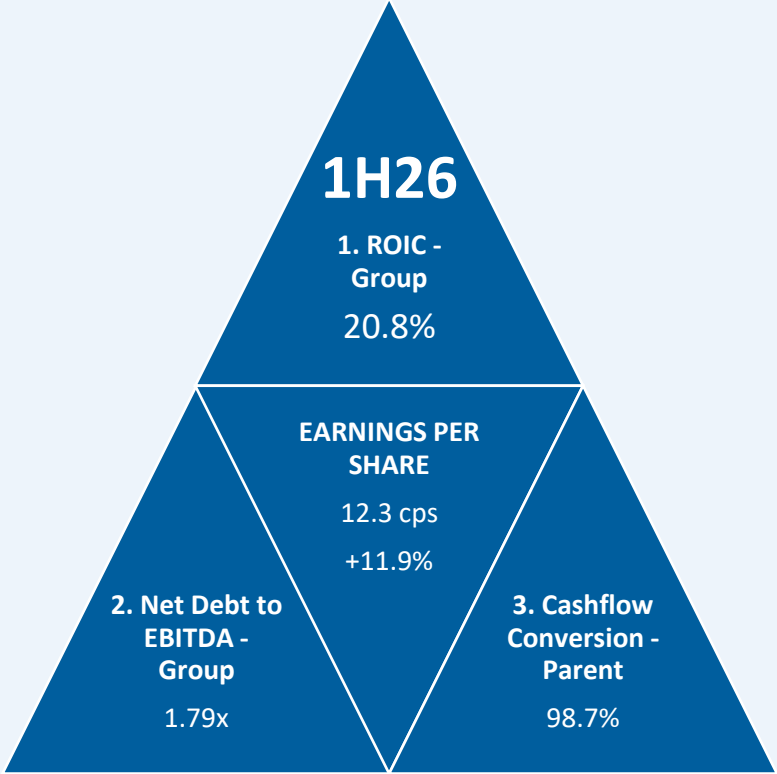 1H26
1. ROIC -
Group
20.8%
EARNINGS PER
SHARE
12.3 cps
+11.9%
2. Net Debt to
EBITDA -
Group
1.79x
3. Cashflow
Conversion -
Parent
98.7%